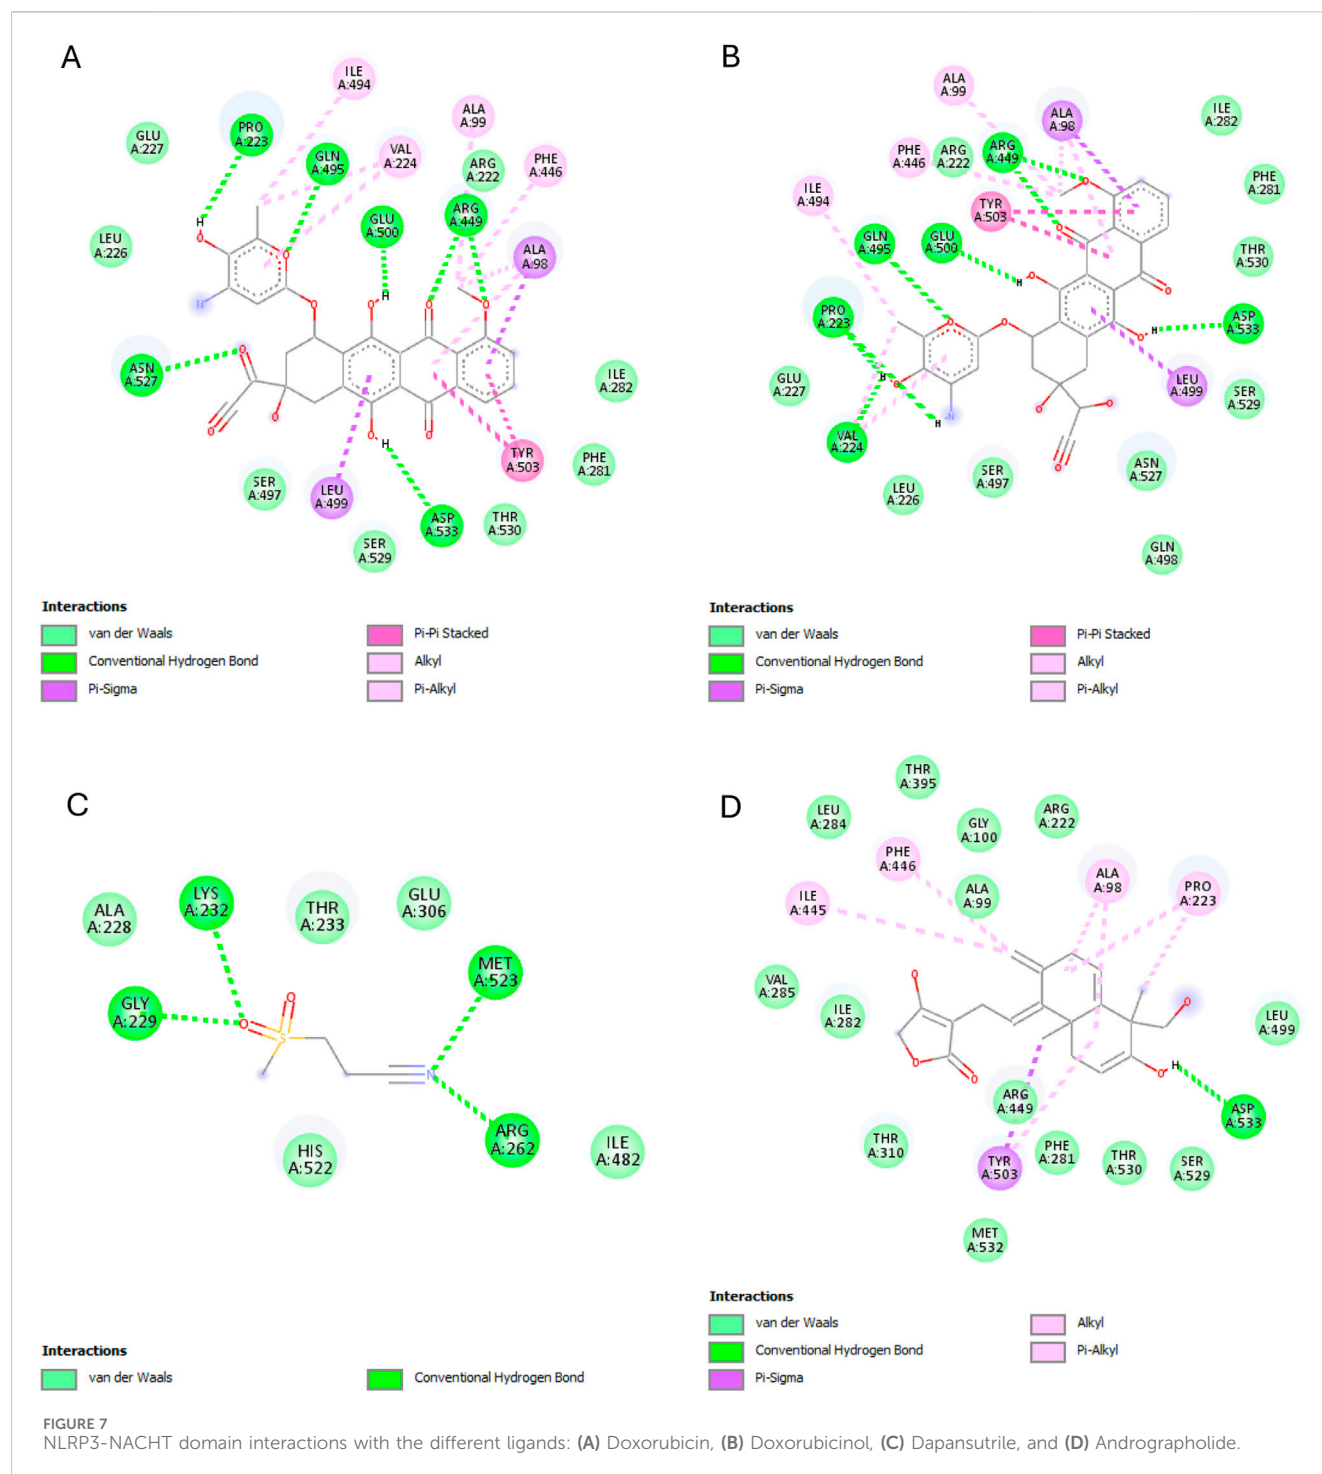 A
ILE
A:494
GLU
A:227
PRO
A:223
GLN
A:495
VAL
A:224
ALA
A:99
ARG
A:222
PHE
A:446
GLU
A:500
ARG
A:449
ALA
A:98
LEU
A:226
H
O
O
N
O
O
H
O
O
ASN
A:527
O
O
O
O
O
H
ILE
A:282
SER
A:497
LEU
A:499
TYR
A:503
PHE
A:281
SER
A:529
ASP
A:533
THR
A:530
Interactions
van der Waals
Conventional Hydrogen Bond
Pi-Sigma
Pi-Pi Stacked
Alkyl
Pi-Alkyl
B
ALA
A:99
ALA
A:98
ILE
A:282
PHE
A:446
ARG
A:222
ARG
A:449
PHE
A:281
ILE
A:494
TYR
A:503
GLN
A:495
GLU
A:500
THR
A:530
O
O
O
H
O
PRO
A:223
O
O
O
H
ASP
A:533
GLU
A:227
H
O
N
H
LEU
A:499
SER
A:529
O
O
VAL
A:224
O
LEU
A:226
SER
A:497
ASN
A:527
GLN
A:498
Interactions
van der Waals
Conventional Hydrogen Bond
Pi-Sigma
Pi-Pi Stacked
Alkyl
Pi-Alkyl
C
ALA
A:228
LYS
A:232
THR
A:233
GLU
A:306
MET
A:523
GLY
A:229
O
O
S
N
HIS
A:522
ARG
A:262
ILE
A:482
Interactions
van der Waals
Conventional Hydrogen Bond
D
THR
A:395
LEU
A:284
GLY
A:100
ARG
A:222
PHE
A:446
ALA
A:98
PRO
A:223
ILE
A:445
ALA
A:99
VAL
A:285
ILE
A:282
LEU
A:499
O
O
O
O
O
H
ARG
A:449
ASP
A:533
THR
A:310
TYR
A:503
PHE
A:281
THR
A:530
SER
A:529
MET
A:532
Interactions
van der Waals
Conventional Hydrogen Bond
Pi-Sigma
Alkyl
Pi-Alkyl
FIGURE 7
NLRP3-NACHT domain interactions with the different ligands: (A) Doxorubicin, (B) Doxorubicinol, (C) Dapansutrile, and (D) Andrographolide.